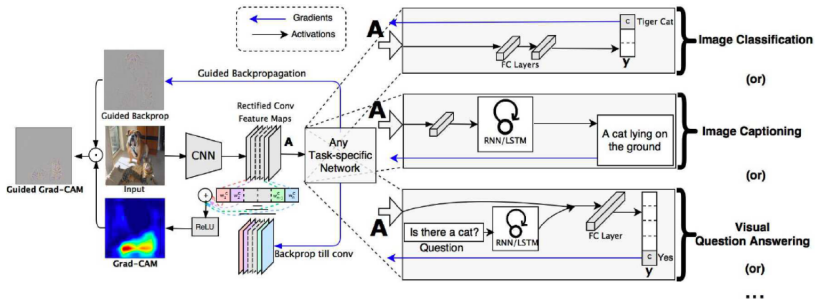 Gradients
Activations
Guided Backpropagation
Guided Backprop
Rectified Conv
Feature Maps
A
CNN
Input
Guided Grad-CAM
Any
Task-specific
Network
+
ReLU
Grad-CAM
Backprop till conv
A
FC Layers
c
Tiger Cat
y
Image Classification
(or)
A
RNN/LSTM
A cat lying on
the ground
Image Captioning
(or)
A
Is there a cat?
Question
RNN/LSTM
FC Layer
c
Yes
y
Visual
Question Answering
(or)
...